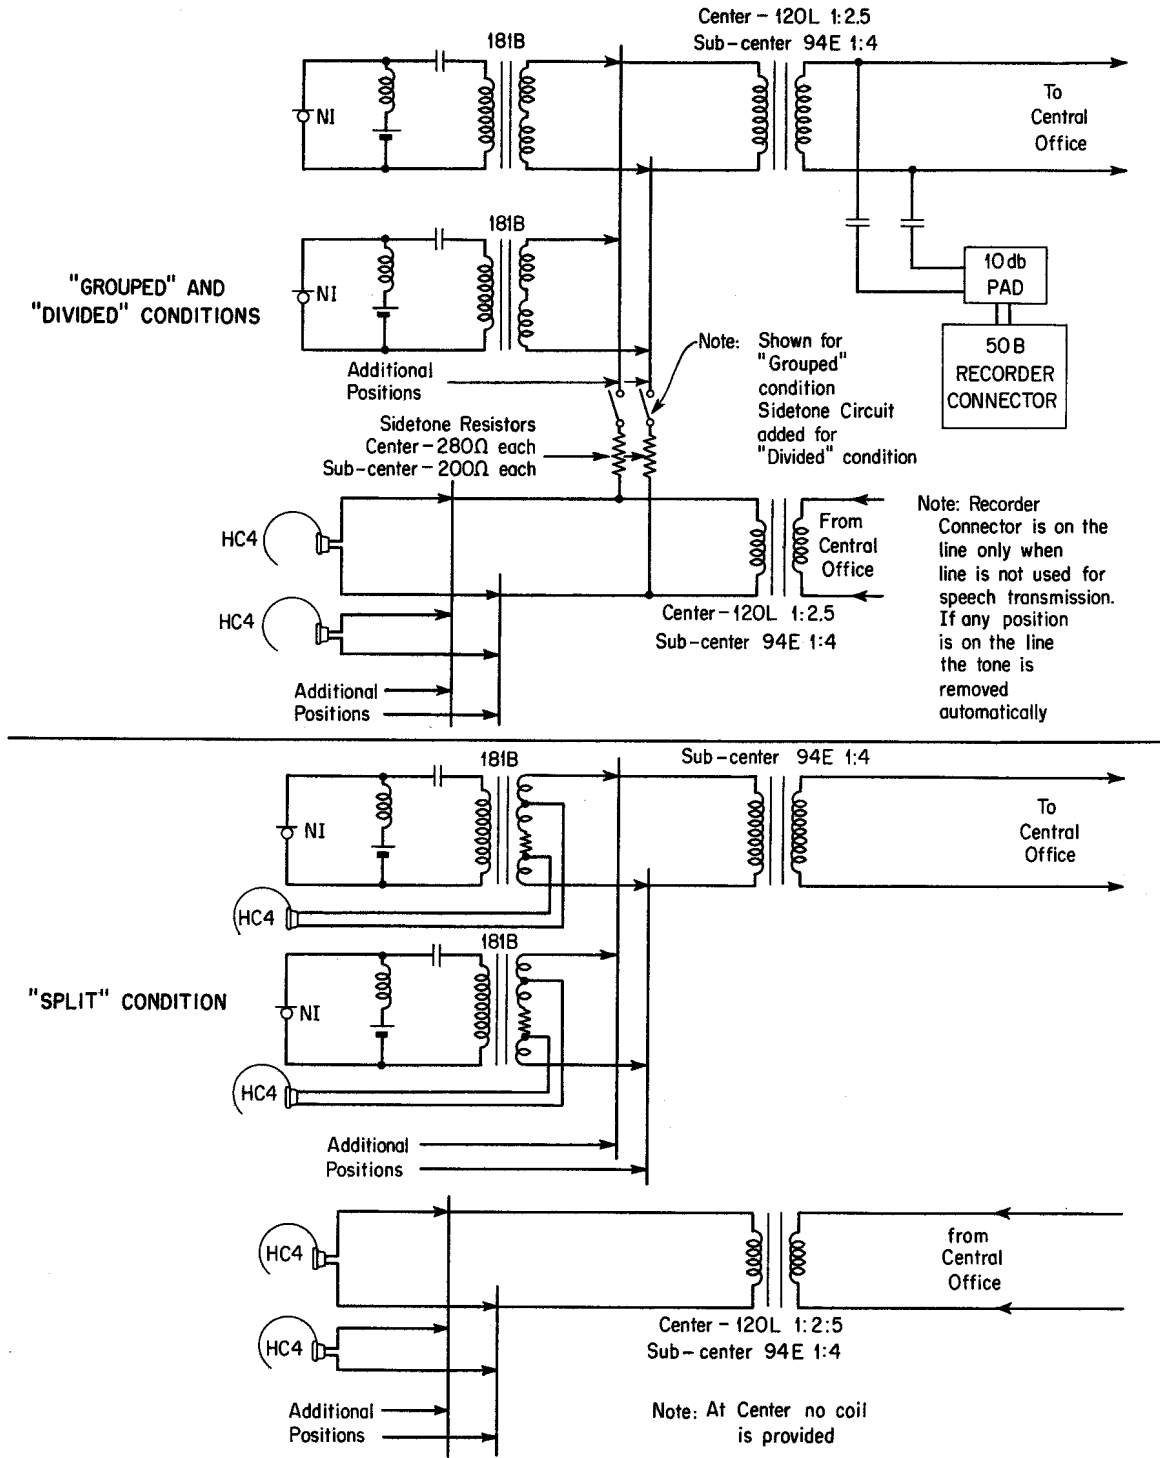 Center – 120L 1:2.5
Sub-center 94E 1:4
181B
NI
To
Central
Office
181B
NI
"GROUPED" AND
"DIVIDED" CONDITIONS
10 db
PAD
50 B
RECORDER
CONNECTOR
Note: Shown for
"Grouped"
condition
Sidetone Circuit
added for
"Divided" condition
Additional
Positions
Sidetone Resistors
Center – 280Ω each
Sub-center – 200Ω each
HC4
From
Central
Office
Note: Recorder
Connector is on the
line only when
line is not used for
speech transmission.
If any position
is on the line
the tone is
removed
automatically
HC4
Center – 120L 1:2.5
Sub-center 94E 1:4
Additional
Positions
Sub-center 94E 1:4
181B
NI
To
Central
Office
HC4
181B
"SPLIT" CONDITION
NI
HC4
Additional
Positions
HC4
from
Central
Office
HC4
Center – 120L 1:2:5
Sub-center 94E 1:4
Additional
Positions
Note: At Center no coil
is provided